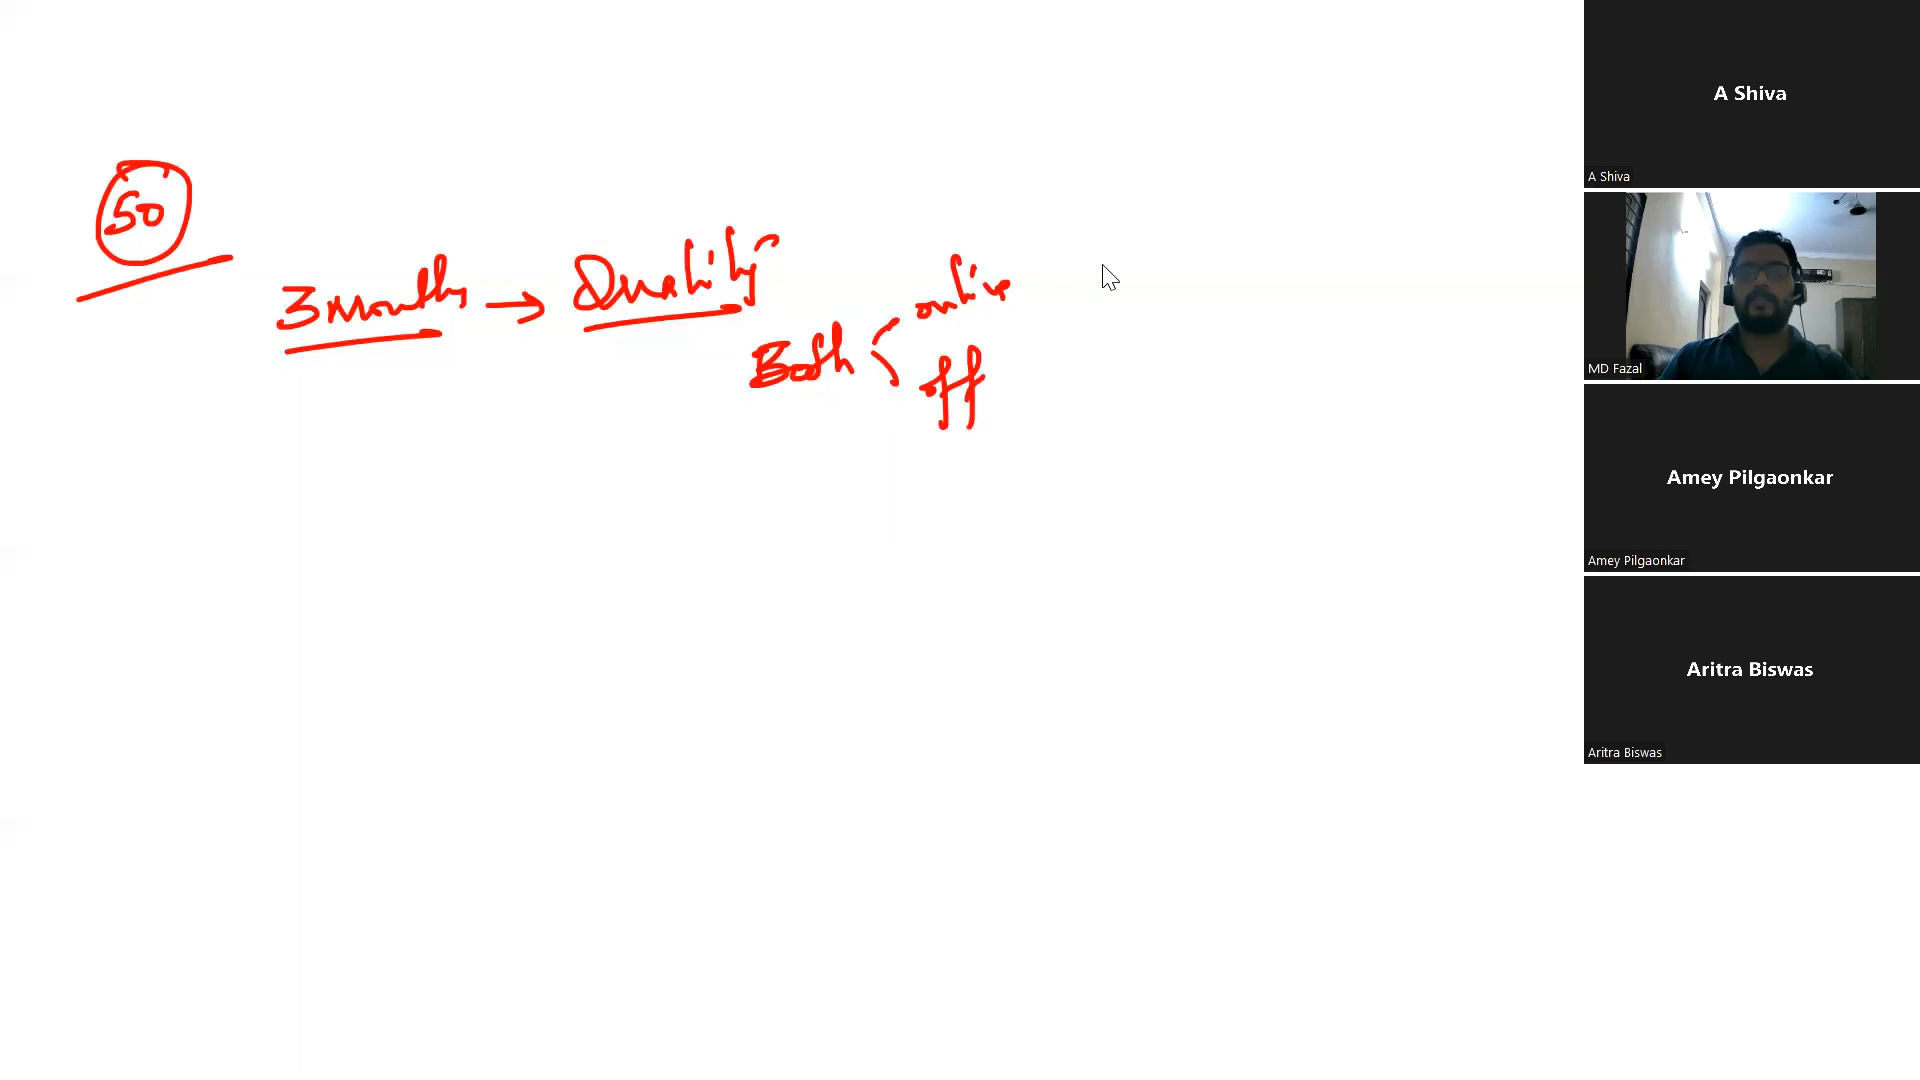 50
3 Months → Quality
Both
online
off
A Shiva
A Shiva
MD Fazal
Amey Pilgaonkar
Amey Pilgaonkar
Aritra Biswas
Aritra Biswas